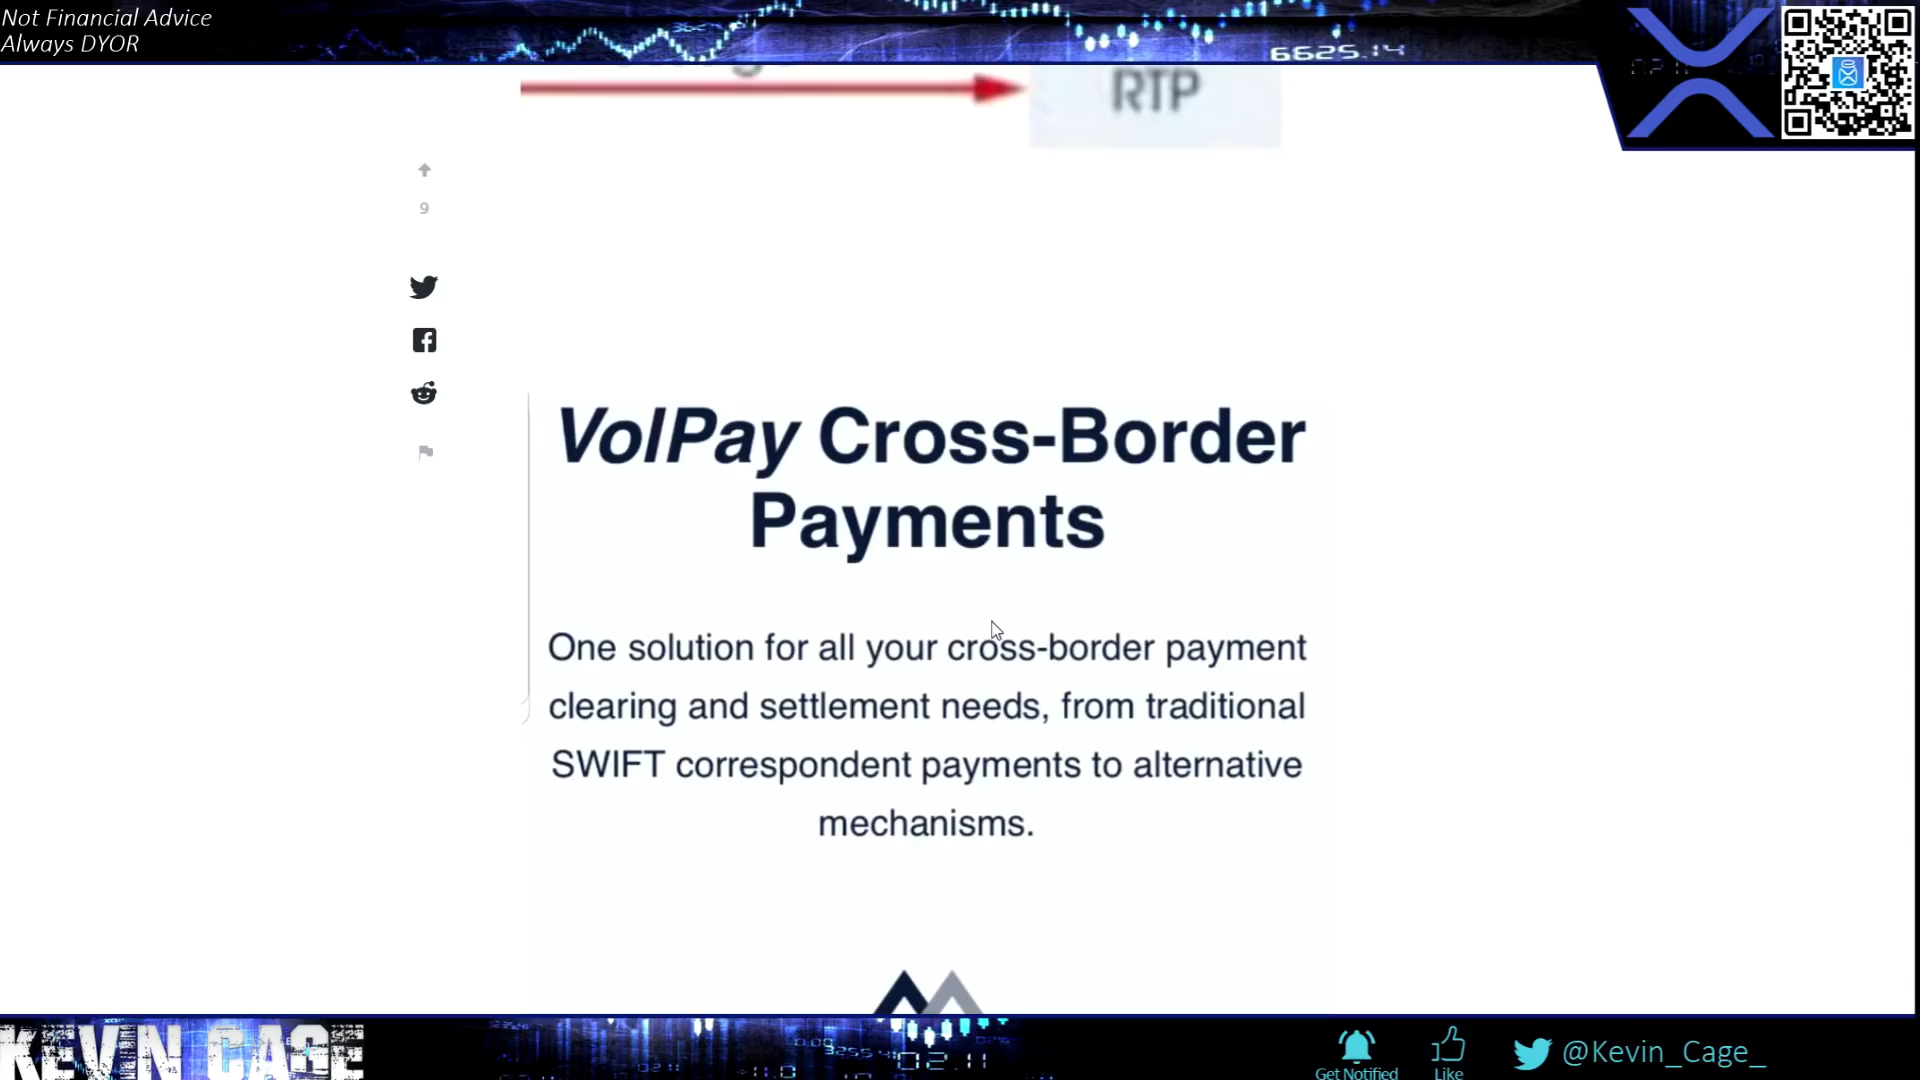 Not Financial Advice
Always DYOR
6625.14
RTP
9
VolPay Cross-Border
Payments
One solution for all your cross-border payment
clearing and settlement needs, from traditional
SWIFT correspondent payments to alternative
mechanisms.
KEVIN CAGE
02.11
Get Notified
Like
@Kevin_Cage_